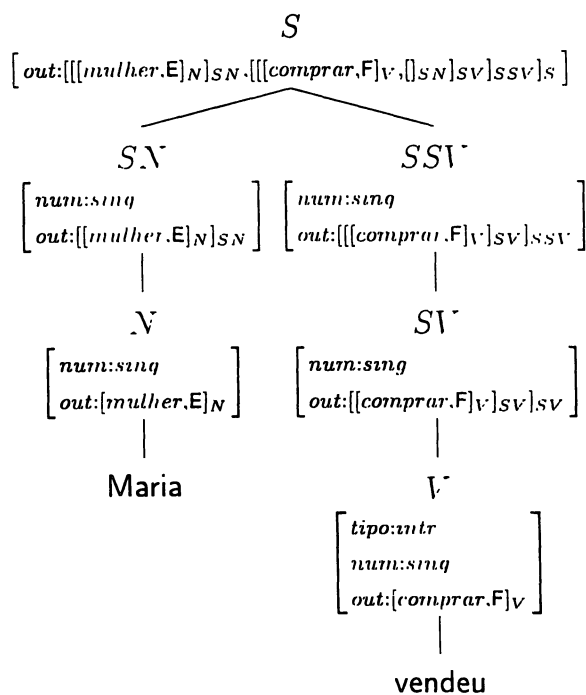 S
[ out:[[[mulher,E]N]SN,[[[comprar,F]V,[]SN]SV]SSV]S ]
SN SSV
[ num:sing
out:[[mulher,E]N]SN ] [ num:sing
out:[[[comprar,F]V]SV]SSV ]
N SV
[ num:sing
out:[mulher,E]N ] [ num:sing
out:[[comprar,F]V]SV]SV ]
Maria V
[ tipo:intr
num:sing
out:[comprar,F]V ]
vendeu